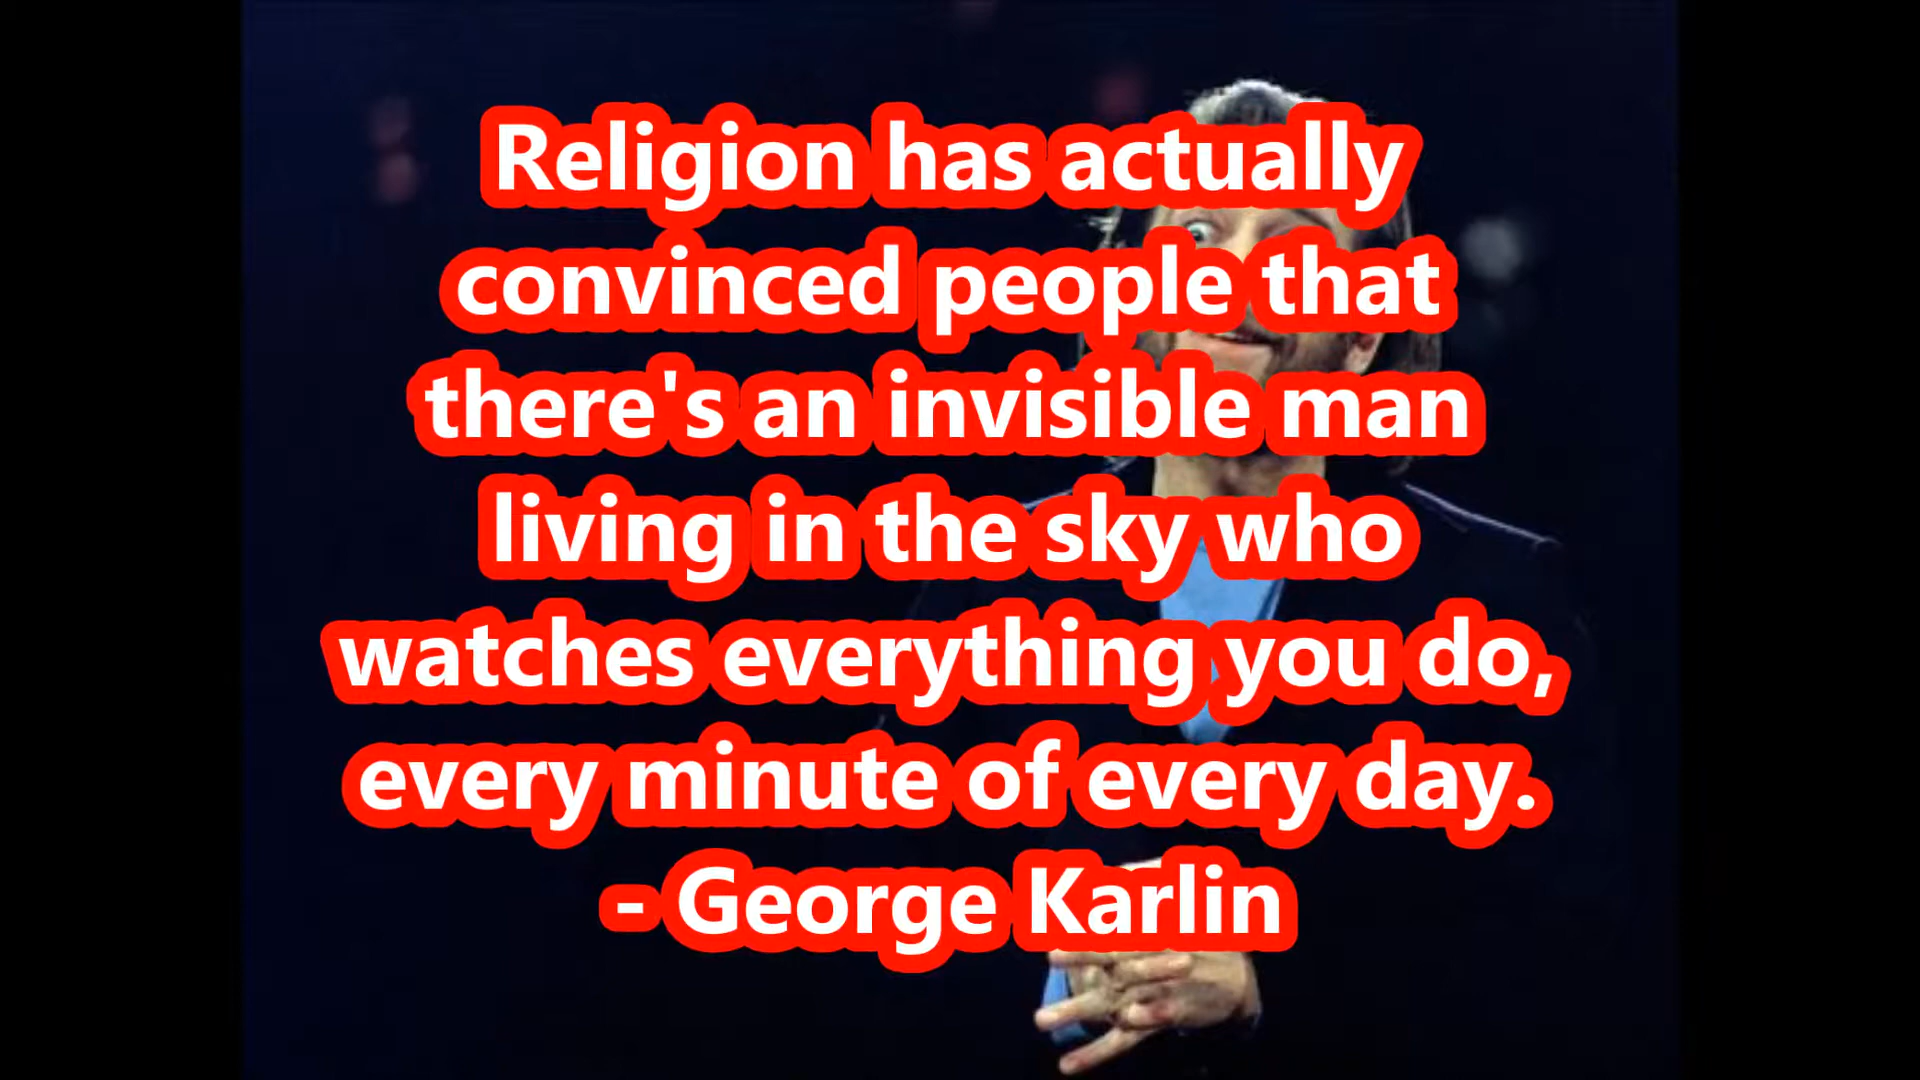 Religion has actually
convinced people that
there's an invisible man
living in the sky who
watches everything you do,
every minute of every day.
- George Karlin